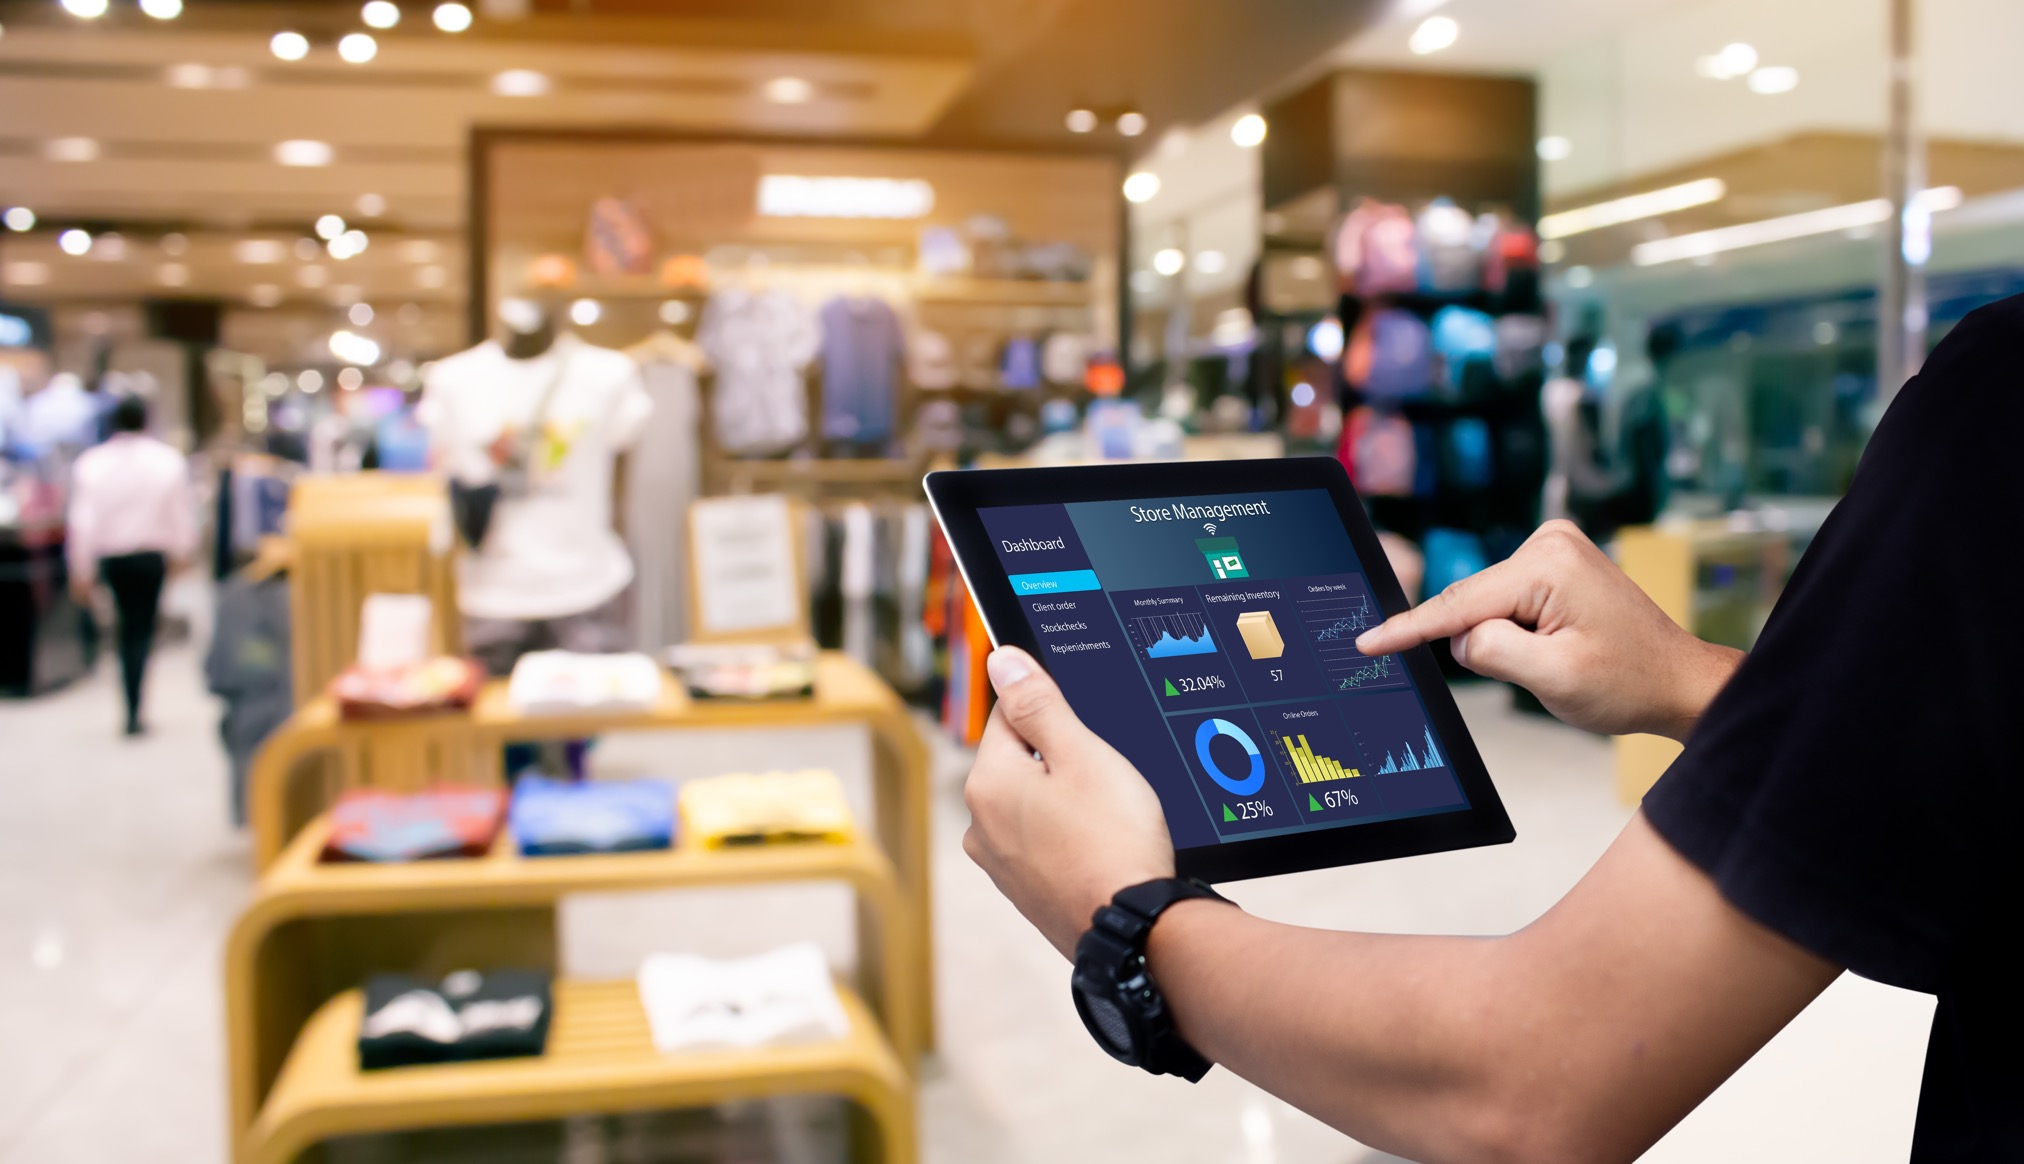 Store Management
Dashboard
Overview
Cilent order
Stockchecks
Replenishments
Monthly Summary
32.04%
Remaining Inventory
57
Orders by week
25%
Online Orders
67%